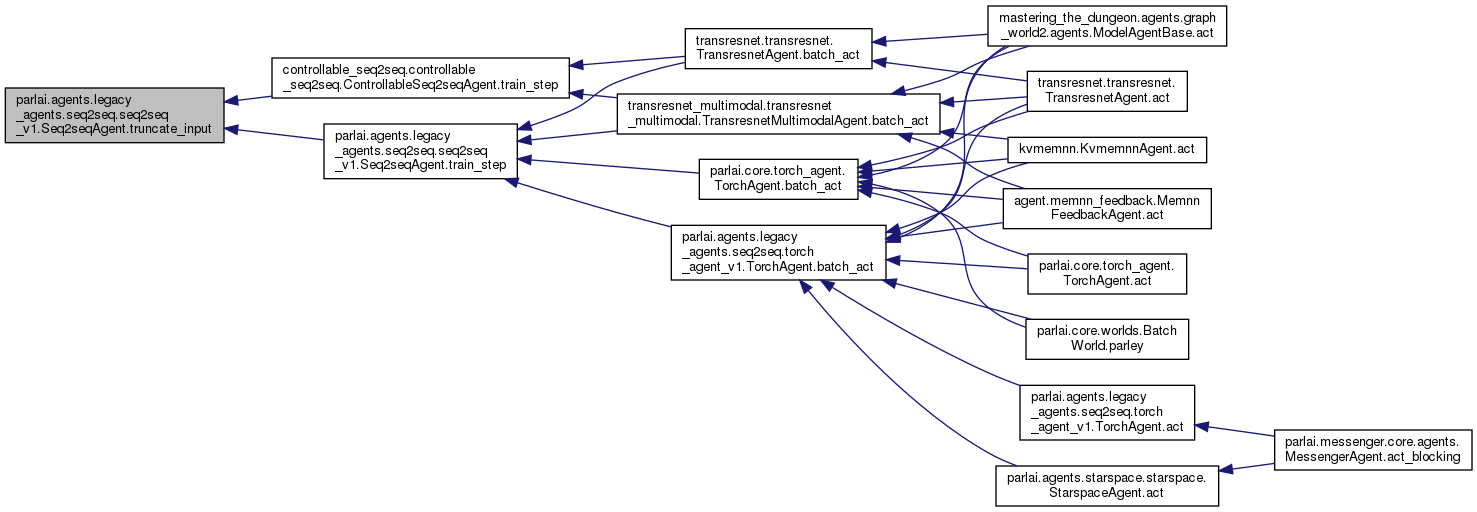 parlai.agents.legacy
_agents.seq2seq.seq2seq
_v1.Seq2seqAgent.truncate_input
controllable_seq2seq.controllable
_seq2seq.ControllableSeq2seqAgent.train_step
parlai.agents.legacy
_agents.seq2seq.seq2seq
_v1.Seq2seqAgent.train_step
transresnet.transresnet.
TransresnetAgent.batch_act
transresnet_multimodal.transresnet
_multimodal.TransresnetMultimodalAgent.batch_act
parlai.core.torch_agent.
TorchAgent.batch_act
parlai.agents.legacy
_agents.seq2seq.torch
_agent_v1.TorchAgent.batch_act
mastering_the_dungeon.agents.graph
_world2.agents.ModelAgentBase.act
transresnet.transresnet.
TransresnetAgent.act
kvmemnn.KvmemnnAgent.act
agent.memnn_feedback.Memnn
FeedbackAgent.act
parlai.core.torch_agent.
TorchAgent.act
parlai.core.worlds.Batch
World.parley
parlai.agents.legacy
_agents.seq2seq.torch
_agent_v1.TorchAgent.act
parlai.agents.starspace.starspace.
StarspaceAgent.act
parlai.messenger.core.agents.
MessengerAgent.act_blocking